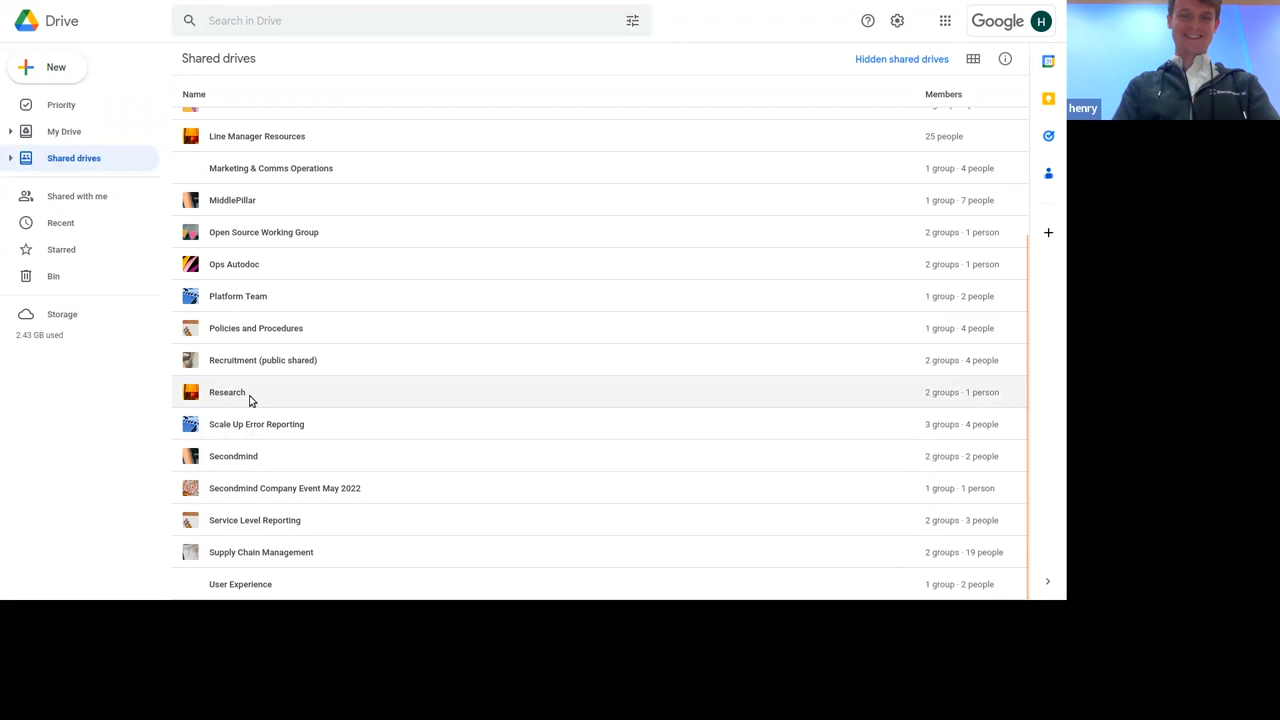 Drive
Search in Drive
Google
H
New
Priority
My Drive
Shared drives
Shared with me
Recent
Starred
Bin
Storage
2.43 GB used
Shared drives
Hidden shared drives
Name Members
Line Manager Resources 25 people
Marketing & Comms Operations 1 group · 4 people
MiddlePillar 1 group · 7 people
Open Source Working Group 2 groups · 1 person
Ops Autodoc 2 groups · 1 person
Platform Team 1 group · 2 people
Policies and Procedures 1 group · 4 people
Recruitment (public shared) 2 groups · 4 people
Research 2 groups · 1 person
Scale Up Error Reporting 3 groups · 4 people
Secondmind 2 groups · 2 people
Secondmind Company Event May 2022 1 group · 1 person
Service Level Reporting 2 groups · 3 people
Supply Chain Management 2 groups · 19 people
User Experience 1 group · 2 people
henry